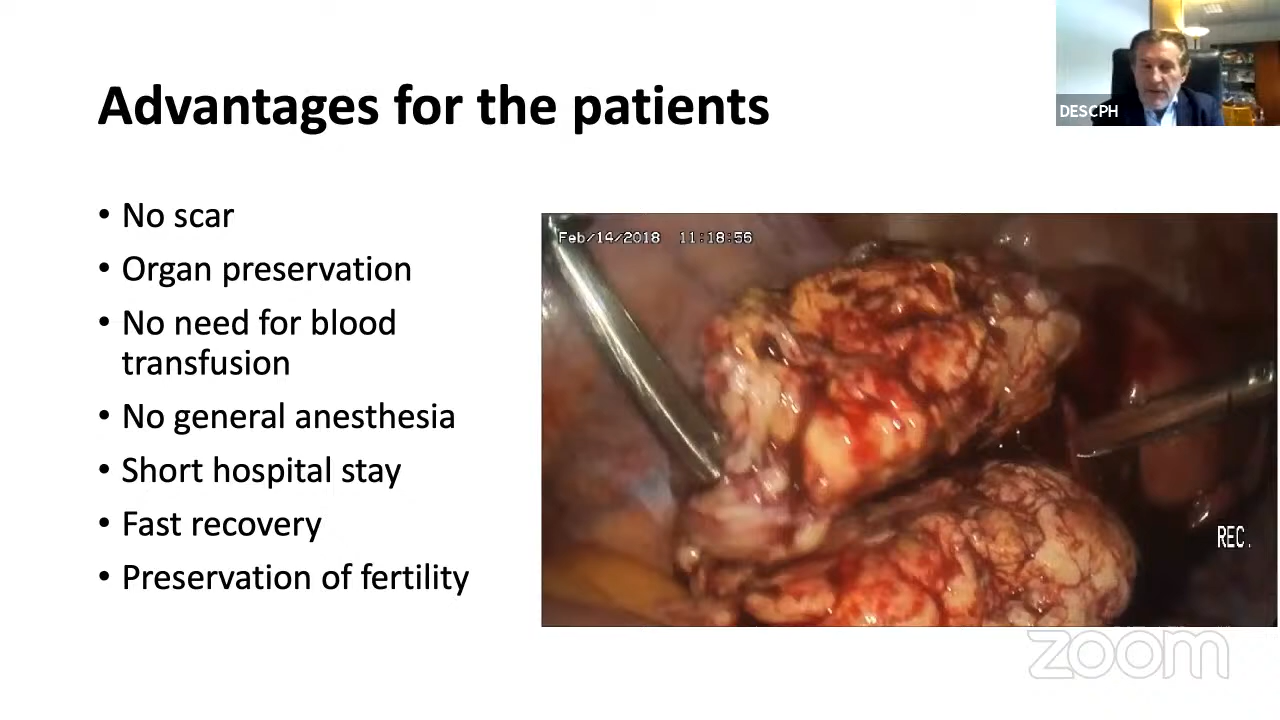 DESCPH
Advantages for the patients
• No scar
• Organ preservation
• No need for blood
transfusion
• No general anesthesia
• Short hospital stay
• Fast recovery
• Preservation of fertility
Feb/14/2018 11:18:56
REC.
zoom